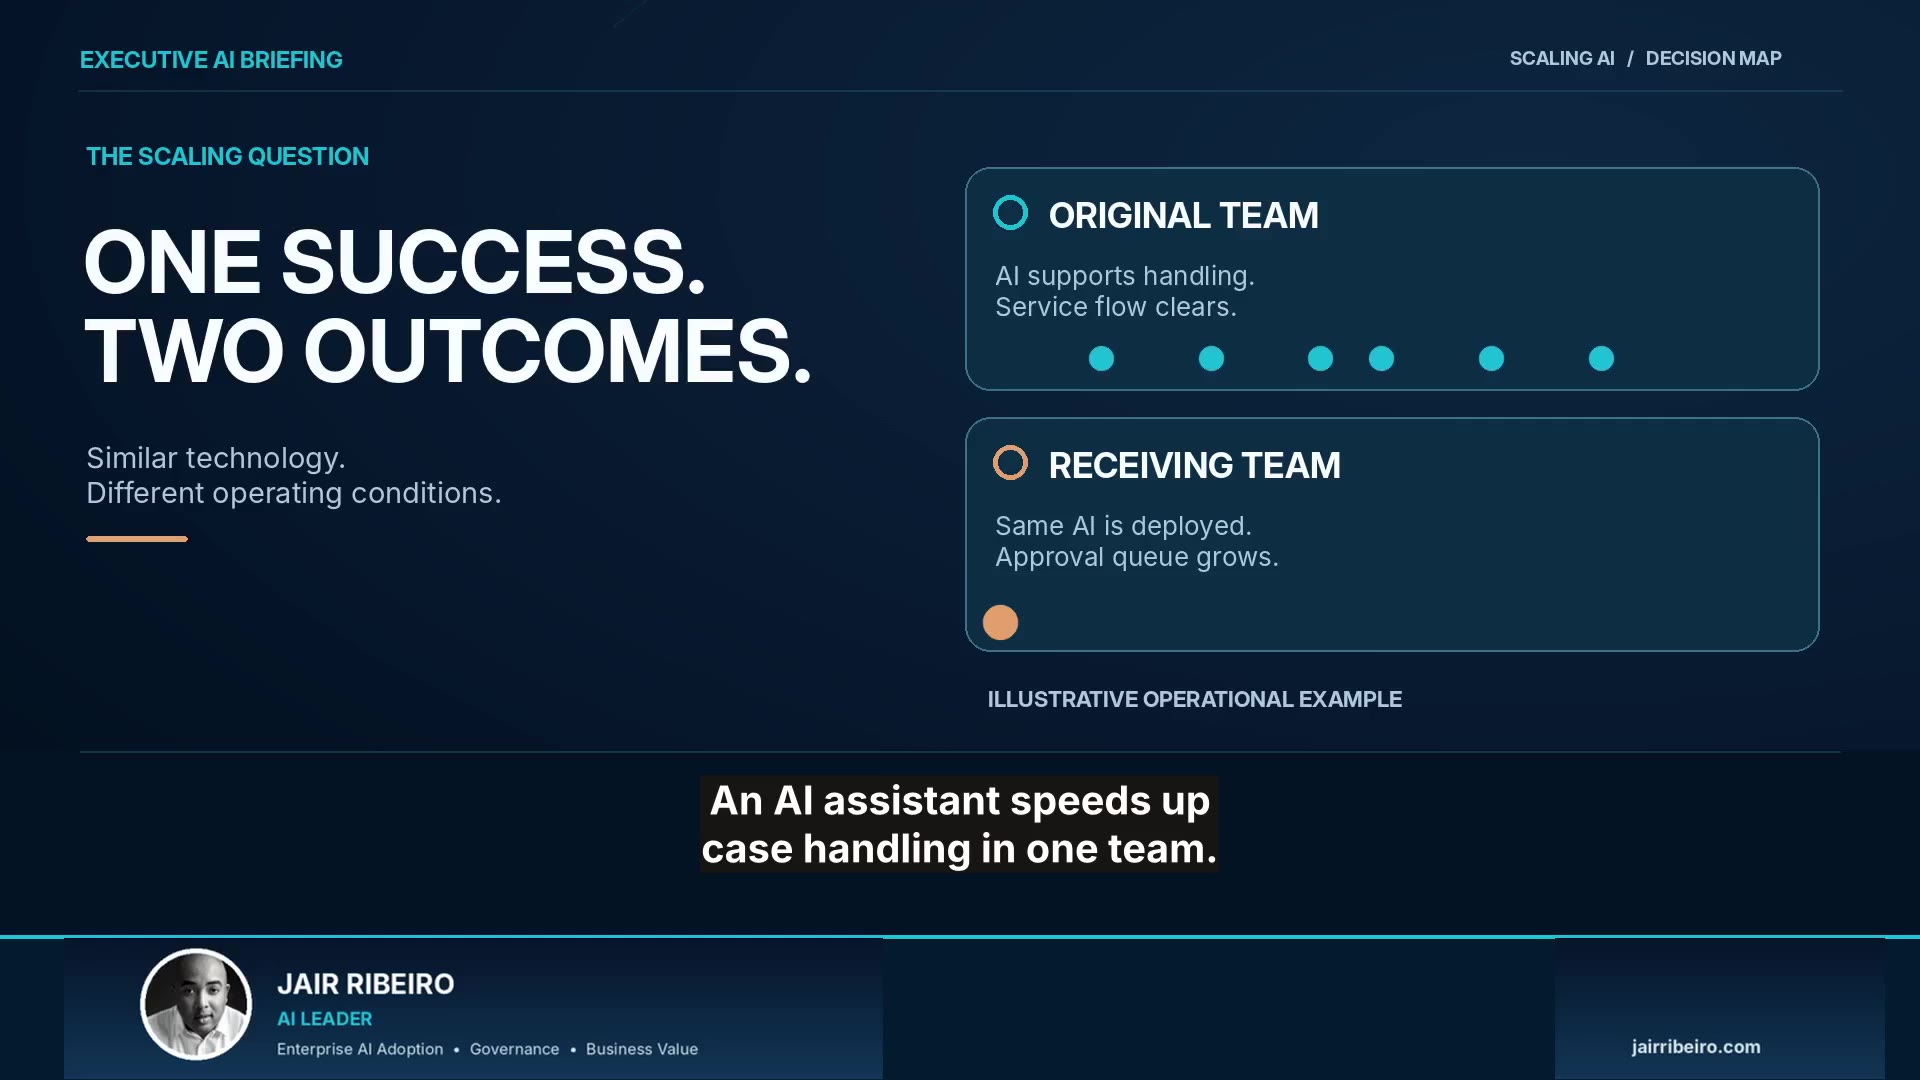 EXECUTIVE AI BRIEFING
SCALING AI / DECISION MAP
THE SCALING QUESTION
ONE SUCCESS.
TWO OUTCOMES.
Similar technology.
Different operating conditions.
ORIGINAL TEAM
AI supports handling.
Service flow clears.
RECEIVING TEAM
Same AI is deployed.
Approval queue grows.
ILLUSTRATIVE OPERATIONAL EXAMPLE
An AI assistant speeds up
case handling in one team.
JAIR RIBEIRO
AI LEADER
Enterprise AI Adoption • Governance • Business Value
jairribeiro.com